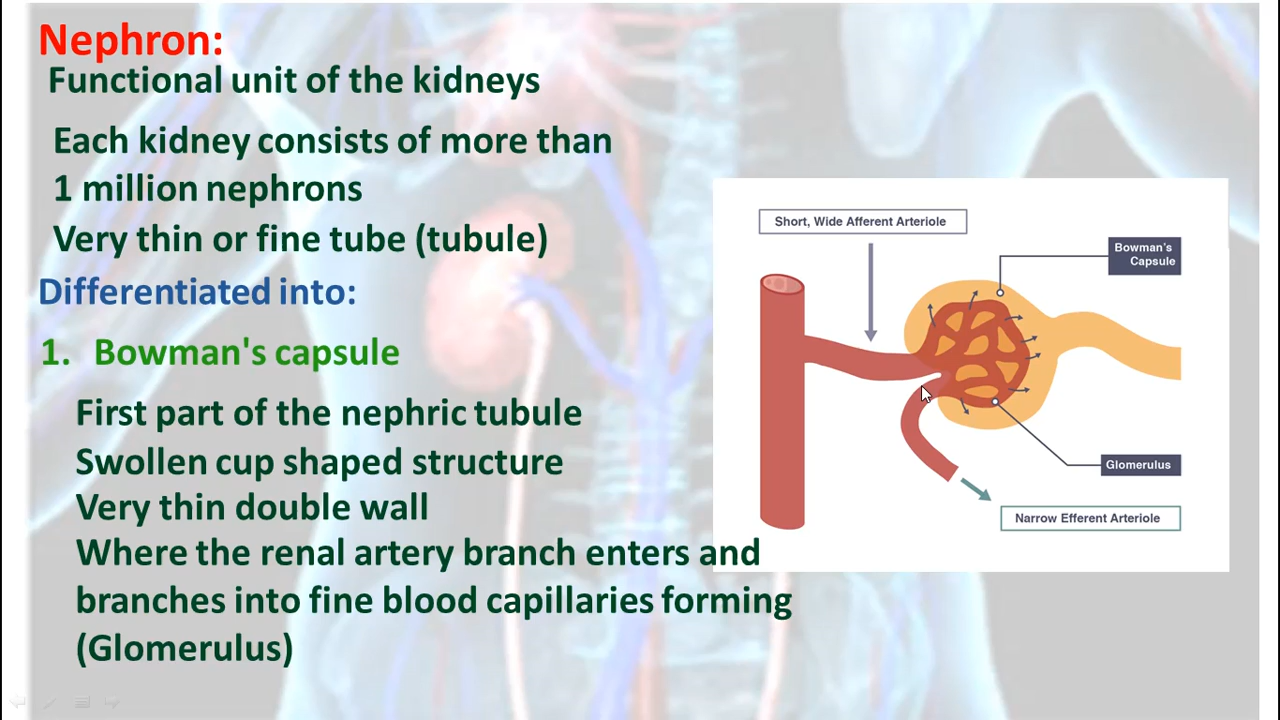 Nephron:
Functional unit of the kidneys
Each kidney consists of more than
1 million nephrons
Very thin or fine tube (tubule)
Differentiated into:
1. Bowman's capsule
First part of the nephric tubule
Swollen cup shaped structure
Very thin double wall
Where the renal artery branch enters and
branches into fine blood capillaries forming
(Glomerulus)
Short, Wide Afferent Arteriole
Bowman's
Capsule
Glomerulus
Narrow Efferent Arteriole